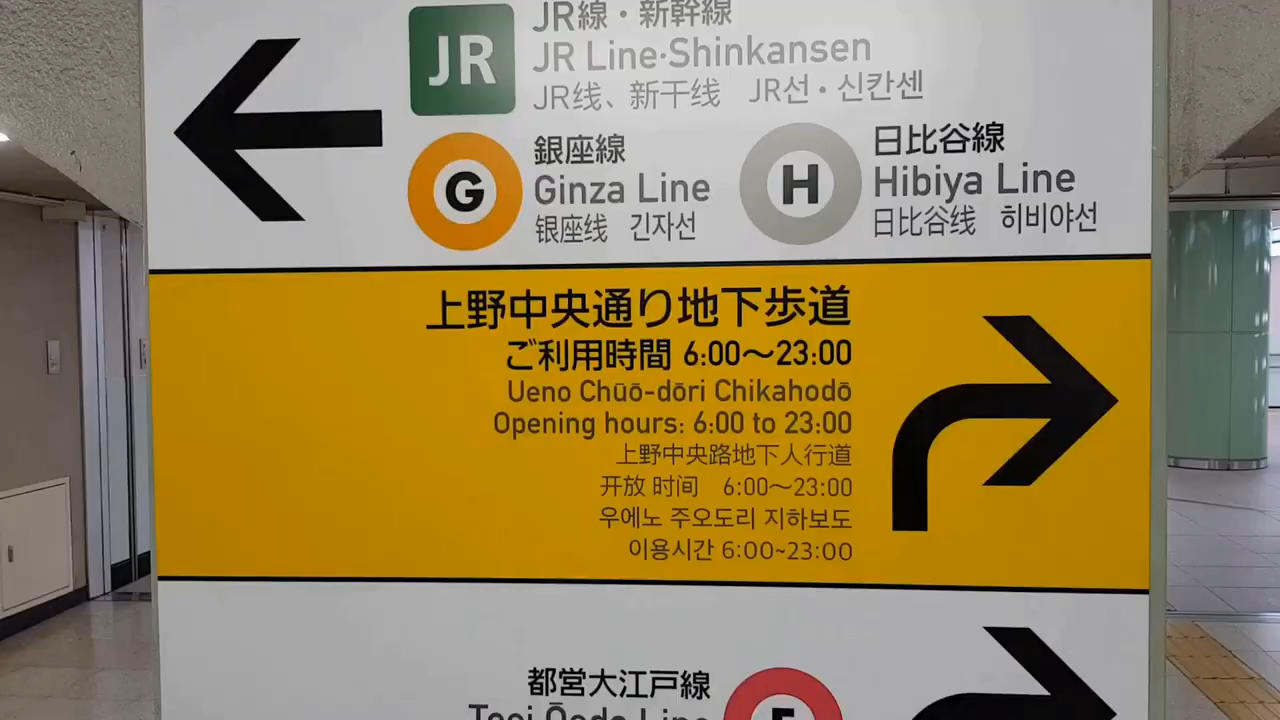 JR線・新幹線
JR JR Line·Shinkansen
JR线、新干线 JR선・신칸센
銀座線
G Ginza Line
银座线 긴자선
日比谷線
H Hibiya Line
日比谷线 히비야선
上野中央通り地下歩道
ご利用時間 6:00〜23:00
Ueno Chūō-dōri Chikahodō
Opening hours: 6:00 to 23:00
上野中央路地下人行道
开放 时间 6:00〜23:00
우에노 주오도리 지하보도
이용시간 6:00~23:00
都営大江戸線
Toei Ōedo Line